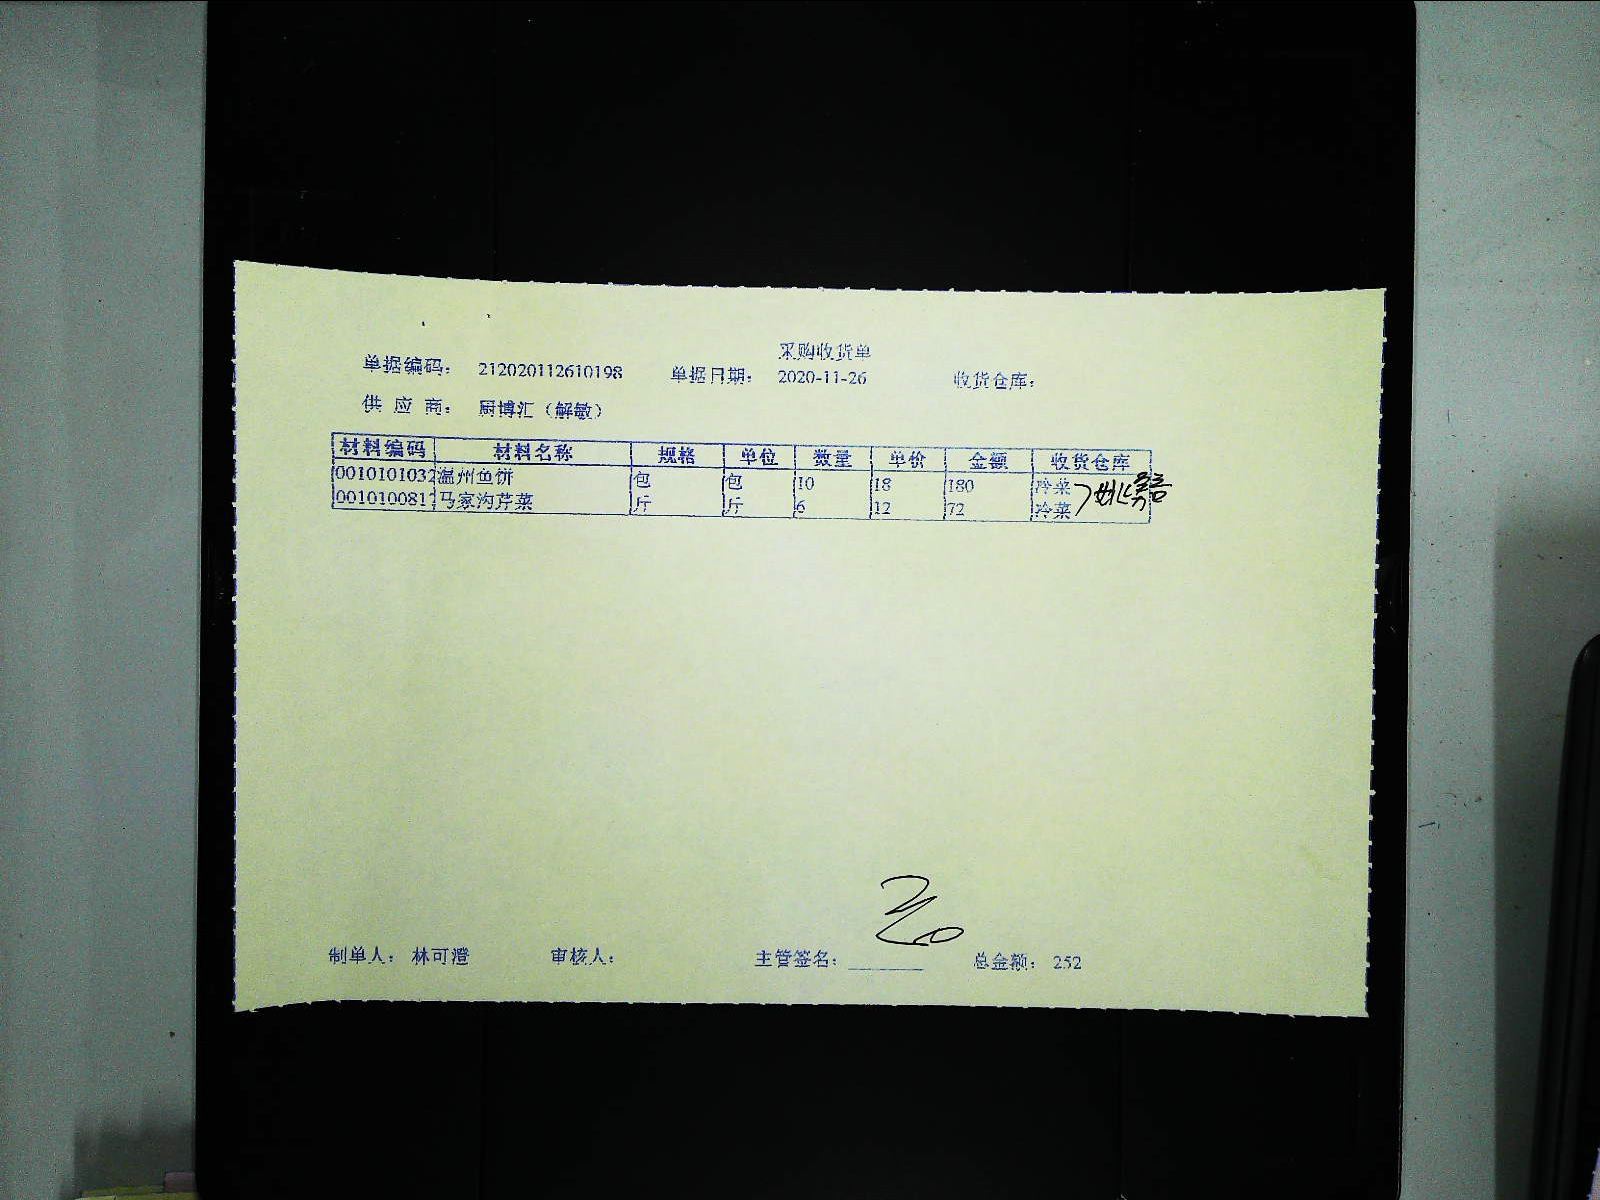 采购收货单
单据编码： 212020112610198 单据日期： 2020-11-26 收货仓库：
供 应 商： 厨博汇（解敏）
材料编码 材料名称 规格 单位 数量 单价 金额 收货仓库
0010101032 温州鱼饼 包 包 10 18 180 冷菜
001010081 马家沟芹菜 斤 斤 6 12 72 冷菜
制单人： 林可澄 审核人： 主管签名： 总金额： 252